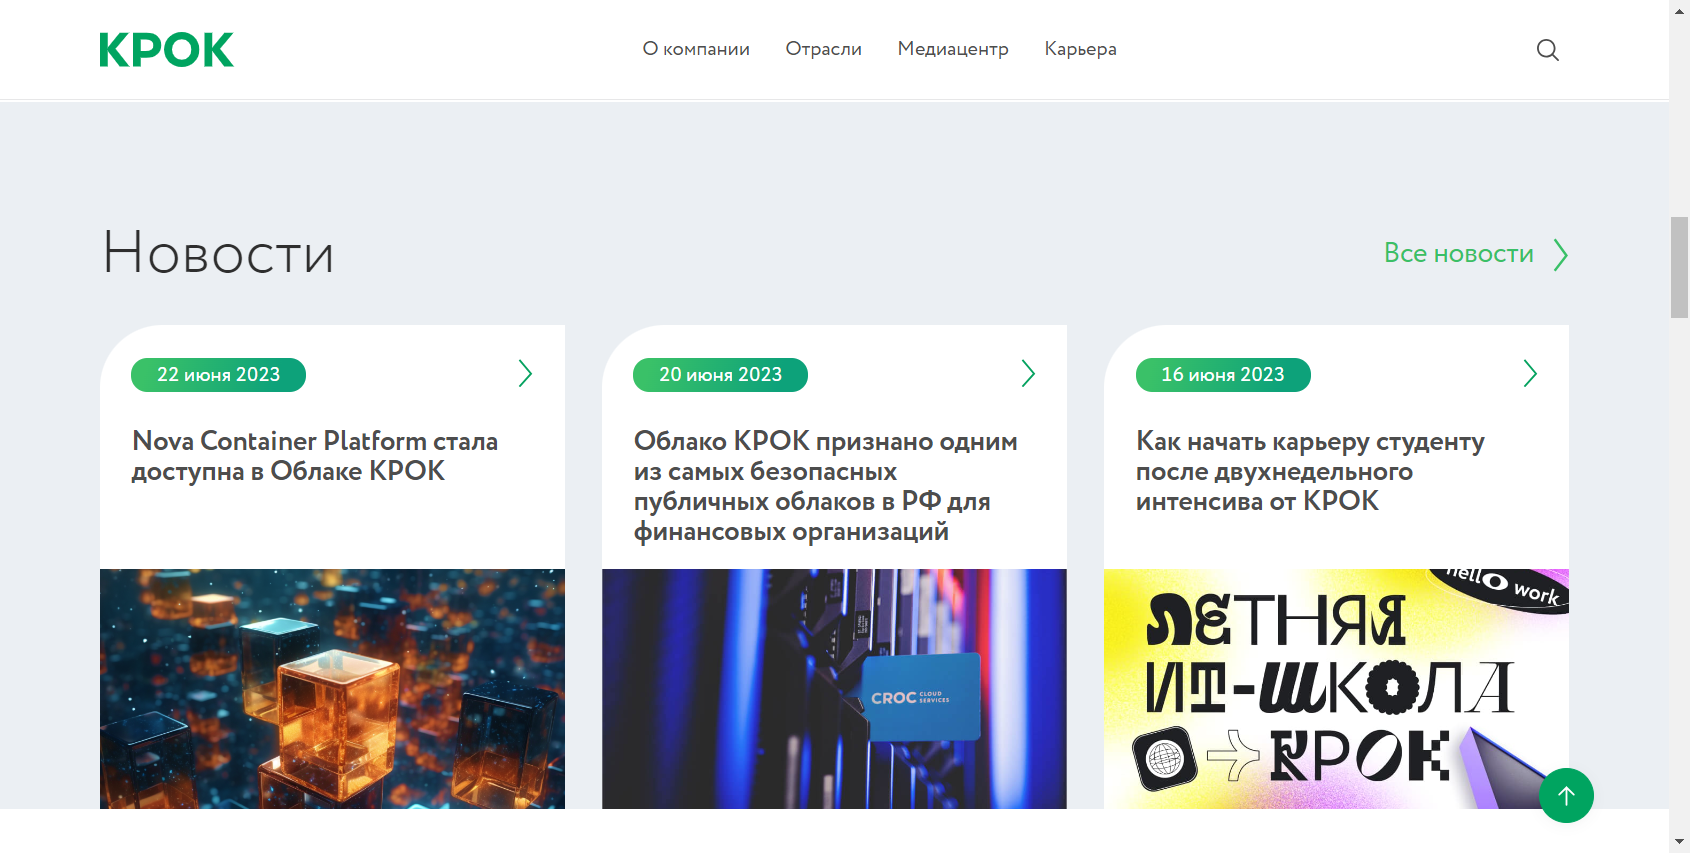 КРОК
О компании
Отрасли
Медиацентр
Карьера
Новости
Все новости
22 июня 2023
Nova Container Platform стала
доступна в Облаке КРОК
20 июня 2023
Облако КРОК признано одним
из самых безопасных
публичных облаков в РФ для
финансовых организаций
CROC CLOUD
SERVICES
16 июня 2023
Как начать карьеру студенту
после двухнедельного
интенсива от КРОК
hellO work
ЛЕТНЯЯ
ИТ-ШКОЛА
КРОК